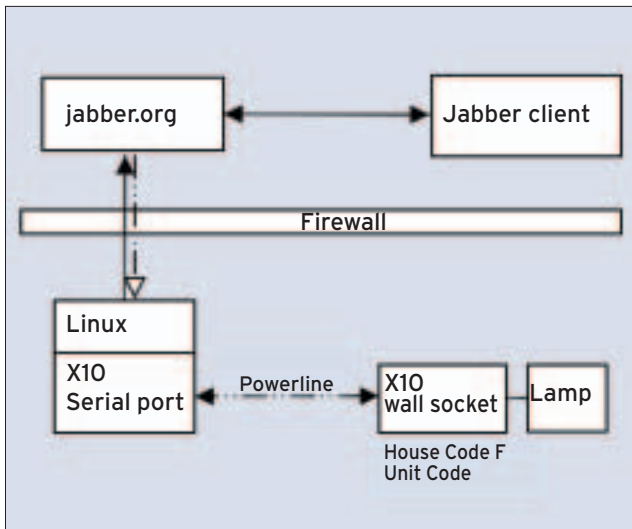 jabber.org
Jabber client
Firewall
Linux
X10
Serial port
Powerline
X10
wall socket
Lamp
House Code F
Unit Code